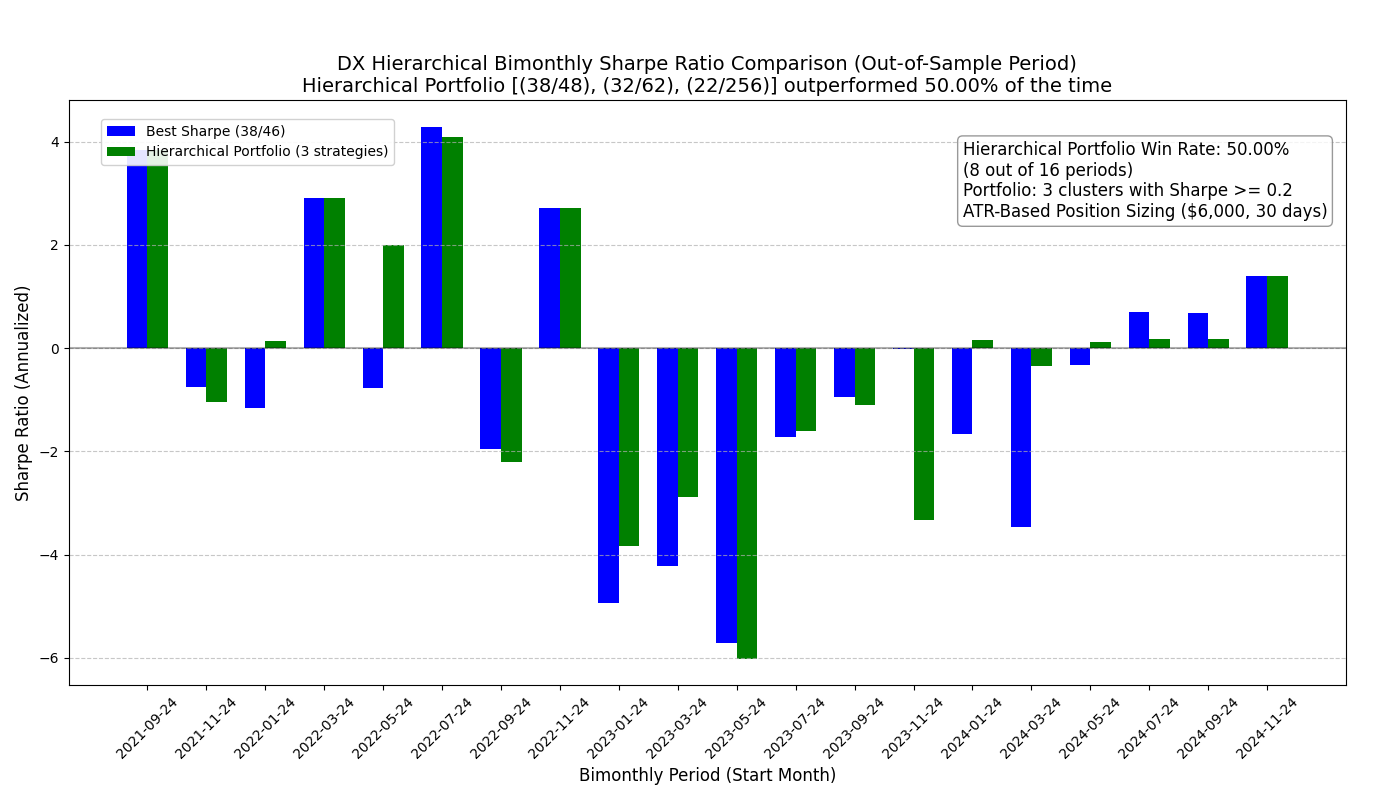 DX Hierarchical Bimonthly Sharpe Ratio Comparison (Out-of-Sample Period)
Hierarchical Portfolio [(38/48), (32/62), (22/256)] outperformed 50.00% of the time
Best Sharpe (38/46)
Hierarchical Portfolio (3 strategies)
Hierarchical Portfolio Win Rate: 50.00%
(8 out of 16 periods)
Portfolio: 3 clusters with Sharpe >= 0.2
ATR-Based Position Sizing ($6,000, 30 days)
Sharpe Ratio (Annualized)
4
2
0
−2
−4
−6
2021-09-24
2021-11-24
2022-01-24
2022-03-24
2022-05-24
2022-07-24
2022-09-24
2022-11-24
2023-01-24
2023-03-24
2023-05-24
2023-07-24
2023-09-24
2023-11-24
2024-01-24
2024-03-24
2024-05-24
2024-07-24
2024-09-24
2024-11-24
Bimonthly Period (Start Month)